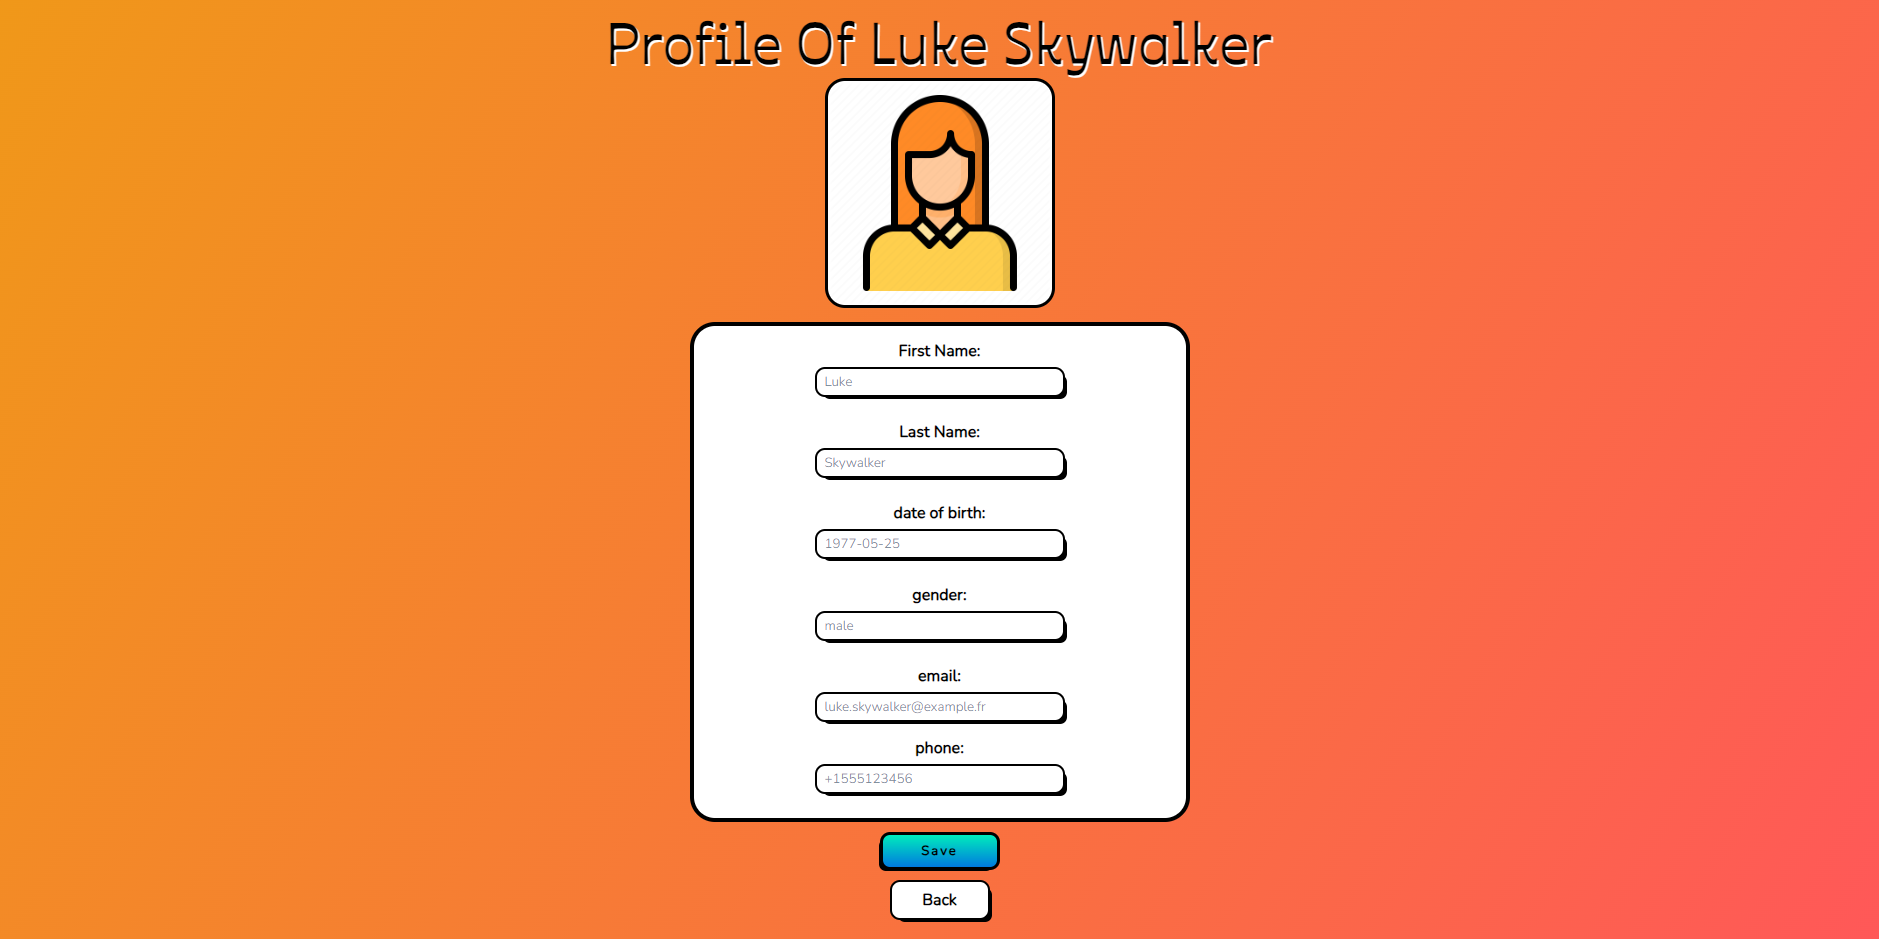 Profile Of Luke Skywalker
First Name:
Luke
Last Name:
Skywalker
date of birth:
1977-05-25
gender:
male
email:
luke.skywalker@example.fr
phone:
+1555123456
Save
Back